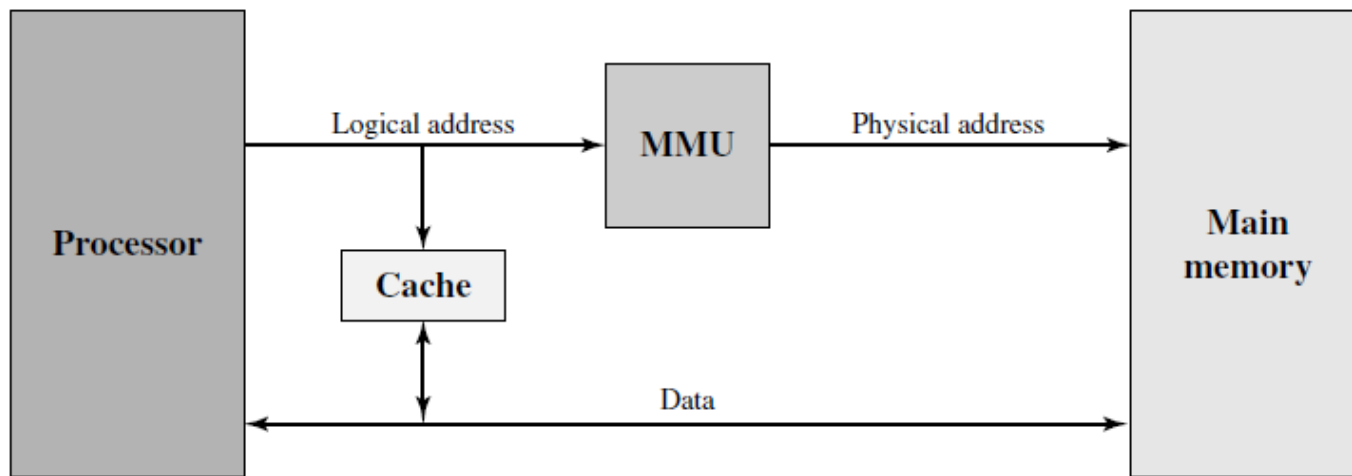 Logical address
MMU
Physical address
Processor
Cache
Main
memory
Data